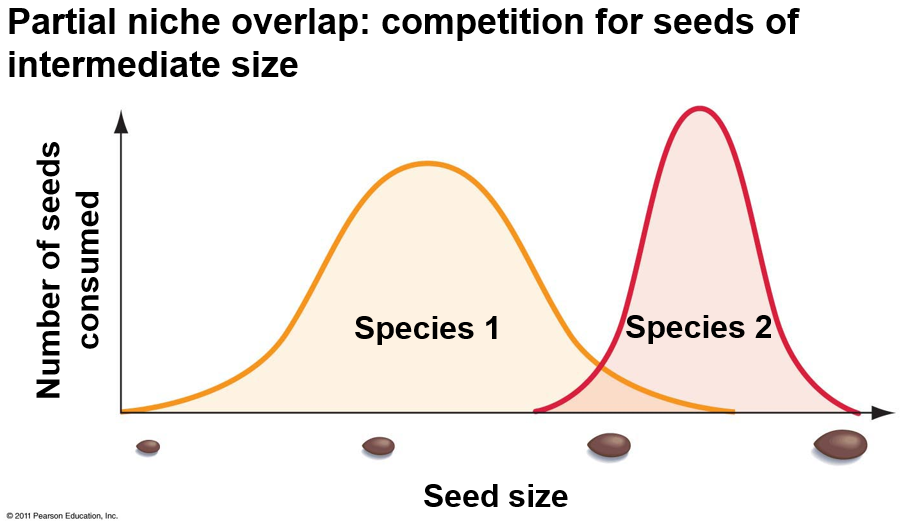 Partial niche overlap: competition for seeds of
intermediate size
Number of seeds
consumed
Species 1
Species 2
Seed size
© 2011 Pearson Education, Inc.